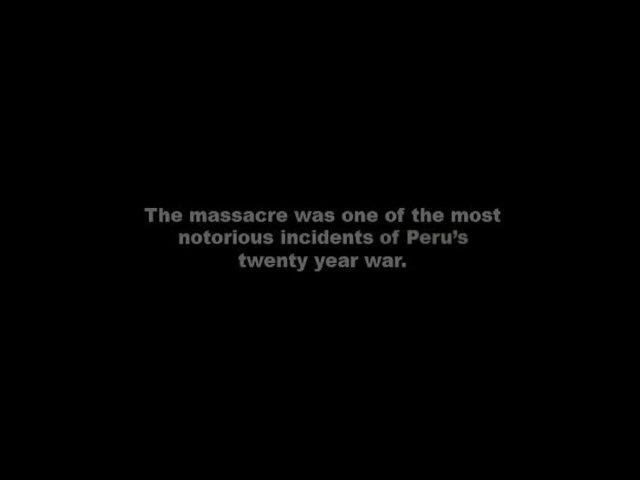 The massacre was one of the most
notorious incidents of Peru’s
twenty year war.